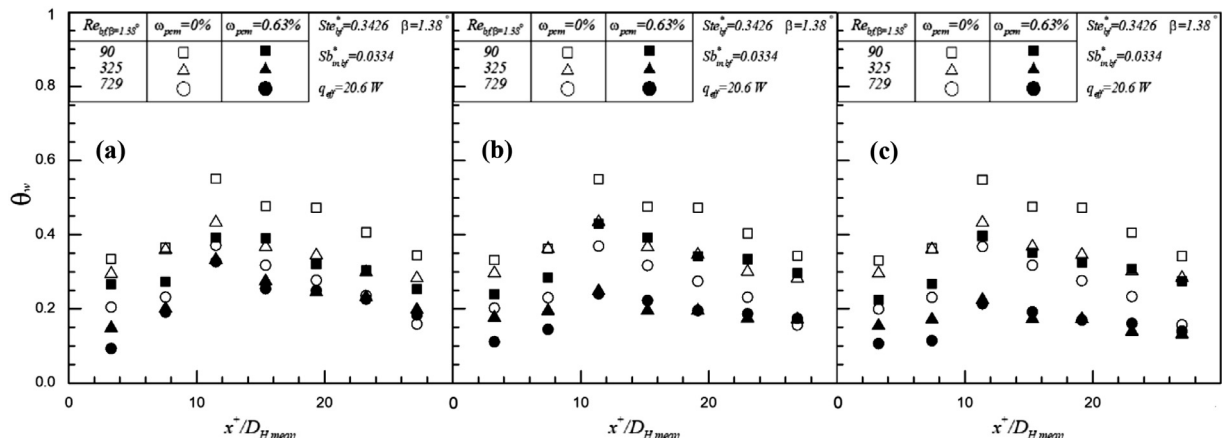 Re_bf,β=1.38° ω_pcm=0% ω_pcm=0.63% Ste*_bf=0.3426 β=1.38°
90 □ ■ Sb*_in,bf=0.0334
325 △ ▲
729 ○ ● q_eff=20.6 W
(a)
Re_bf,β=1.38° ω_pcm=0% ω_pcm=0.63% Ste*_bf=0.3426 β=1.38°
90 □ ■ Sb*_in,bf=0.0334
325 △ ▲
729 ○ ● q_eff=20.6 W
(b)
Re_bf,β=1.38° ω_pcm=0% ω_pcm=0.63% Ste*_bf=0.3426 β=1.38°
90 □ ■ Sb*_in,bf=0.0334
325 △ ▲
729 ○ ● q_eff=20.6 W
(c)
θ_w
1
0.8
0.6
0.4
0.2
0.0
0 10 20 0 10 20 0 10 20
x⁺/D_H,mean x⁺/D_H,mean x⁺/D_H,mean